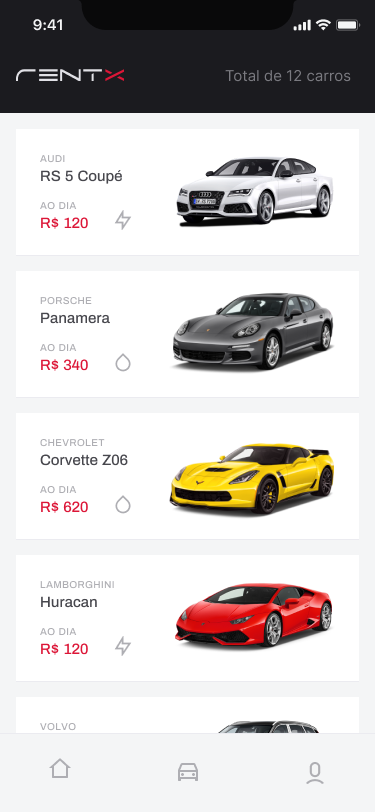 9:41
RENTX
Total de 12 carros
AUDI
RS 5 Coupé
AO DIA
R$ 120
PORSCHE
Panamera
AO DIA
R$ 340
CHEVROLET
Corvette Z06
AO DIA
R$ 620
LAMBORGHINI
Huracan
AO DIA
R$ 120
VOLVO